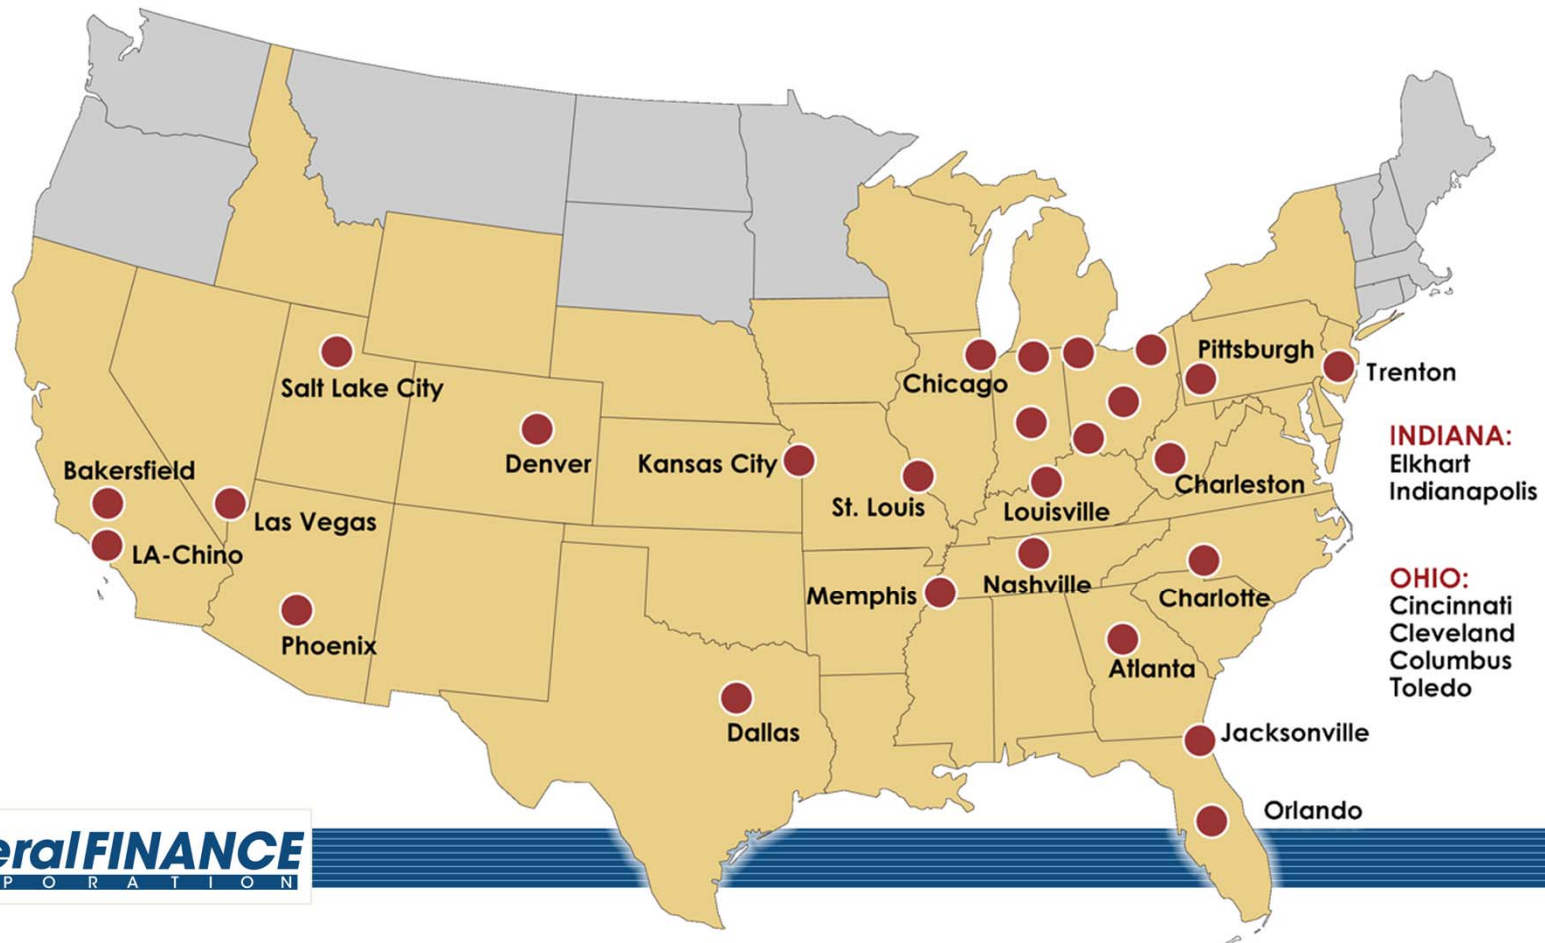 Salt Lake City
Chicago
Pittsburgh
Trenton
Denver
Kansas City
Bakersfield
Las Vegas
LA-Chino
St. Louis
Louisville
Charleston
INDIANA:
Elkhart
Indianapolis
Phoenix
Memphis
Nashville
Charlotte
OHIO:
Cincinnati
Cleveland
Columbus
Toledo
Atlanta
Dallas
Jacksonville
Orlando
eralFINANCE
PORATION